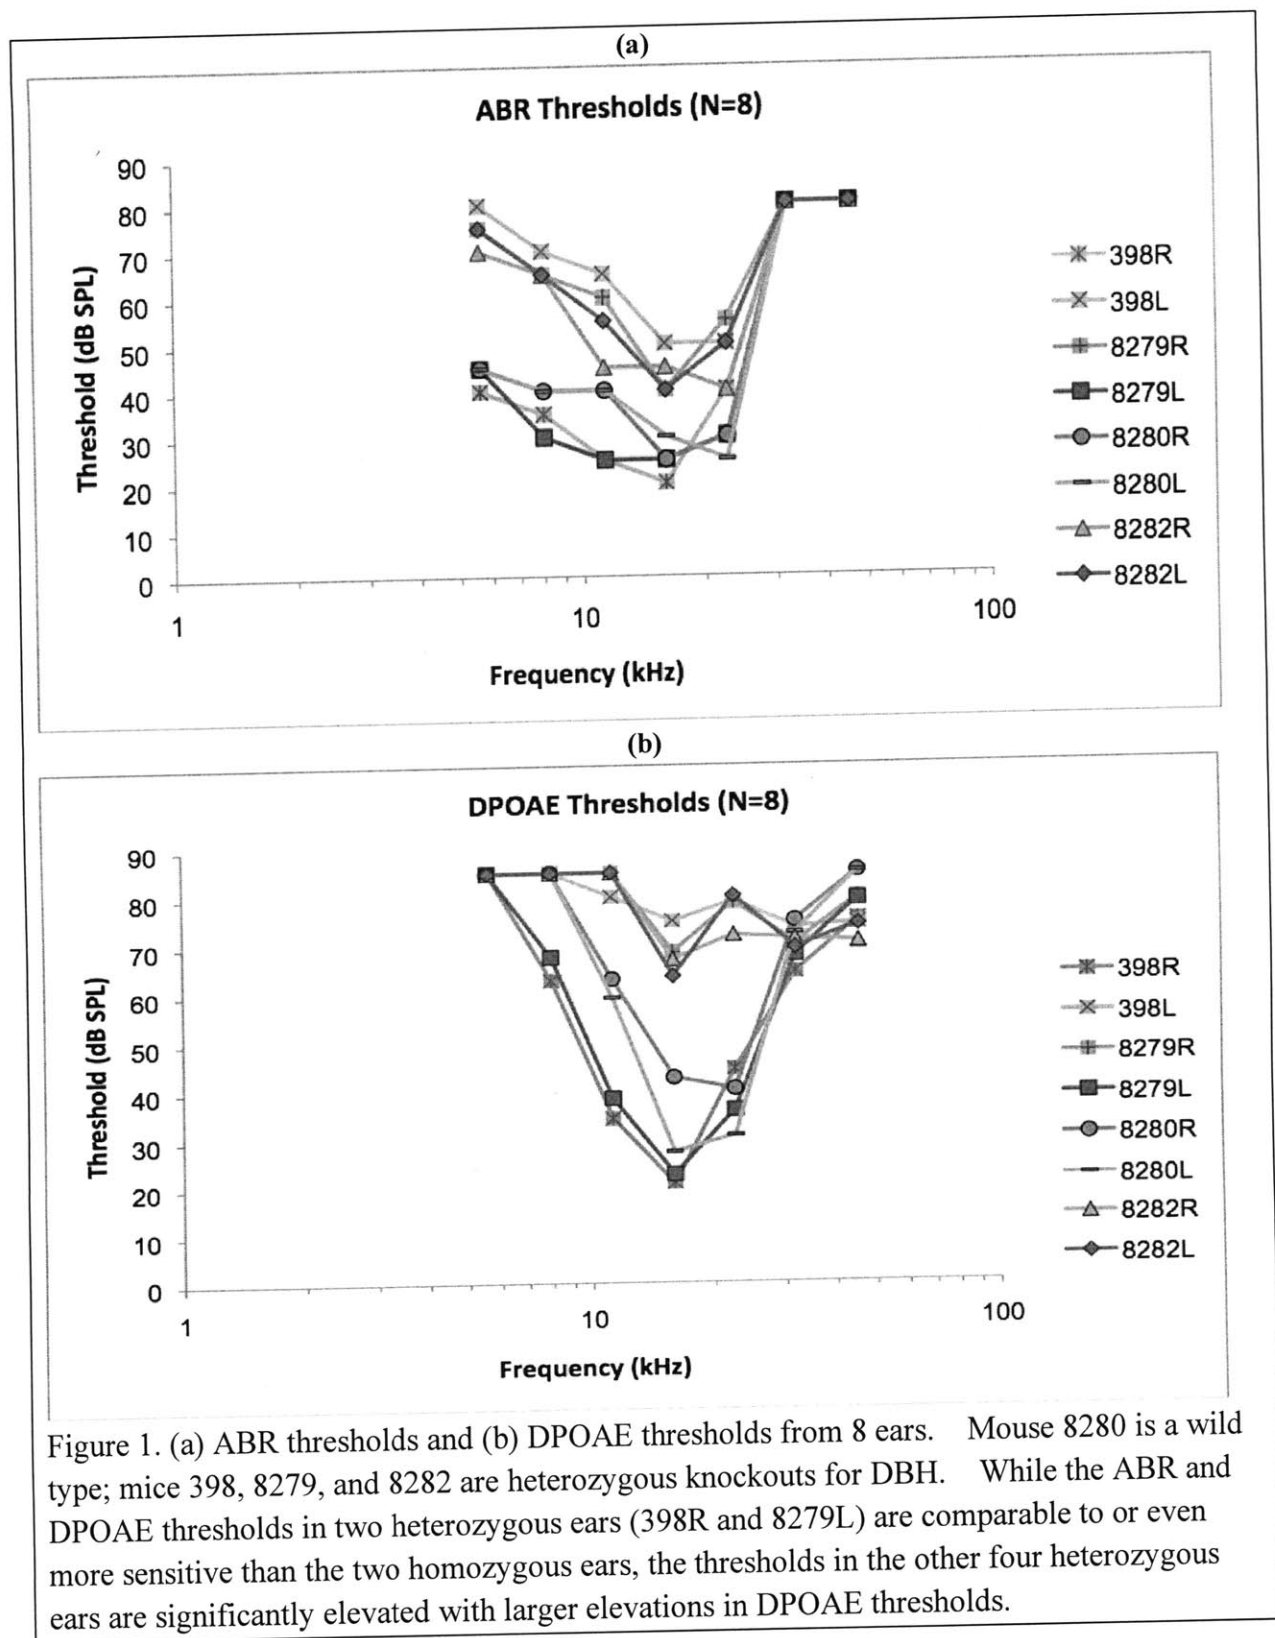 (a)
ABR Thresholds (N=8)
90
80
70
60
50
40
30
20
10
0
Threshold (dB SPL)
1
10
100
Frequency (kHz)
398R
398L
8279R
8279L
8280R
8280L
8282R
8282L
(b)
DPOAE Thresholds (N=8)
90
80
70
60
50
40
30
20
10
0
Threshold (dB SPL)
1
10
100
Frequency (kHz)
398R
398L
8279R
8279L
8280R
8280L
8282R
8282L
Figure 1. (a) ABR thresholds and (b) DPOAE thresholds from 8 ears. Mouse 8280 is a wild
type; mice 398, 8279, and 8282 are heterozygous knockouts for DBH. While the ABR and
DPOAE thresholds in two heterozygous ears (398R and 8279L) are comparable to or even
more sensitive than the two homozygous ears, the thresholds in the other four heterozygous
ears are significantly elevated with larger elevations in DPOAE thresholds.